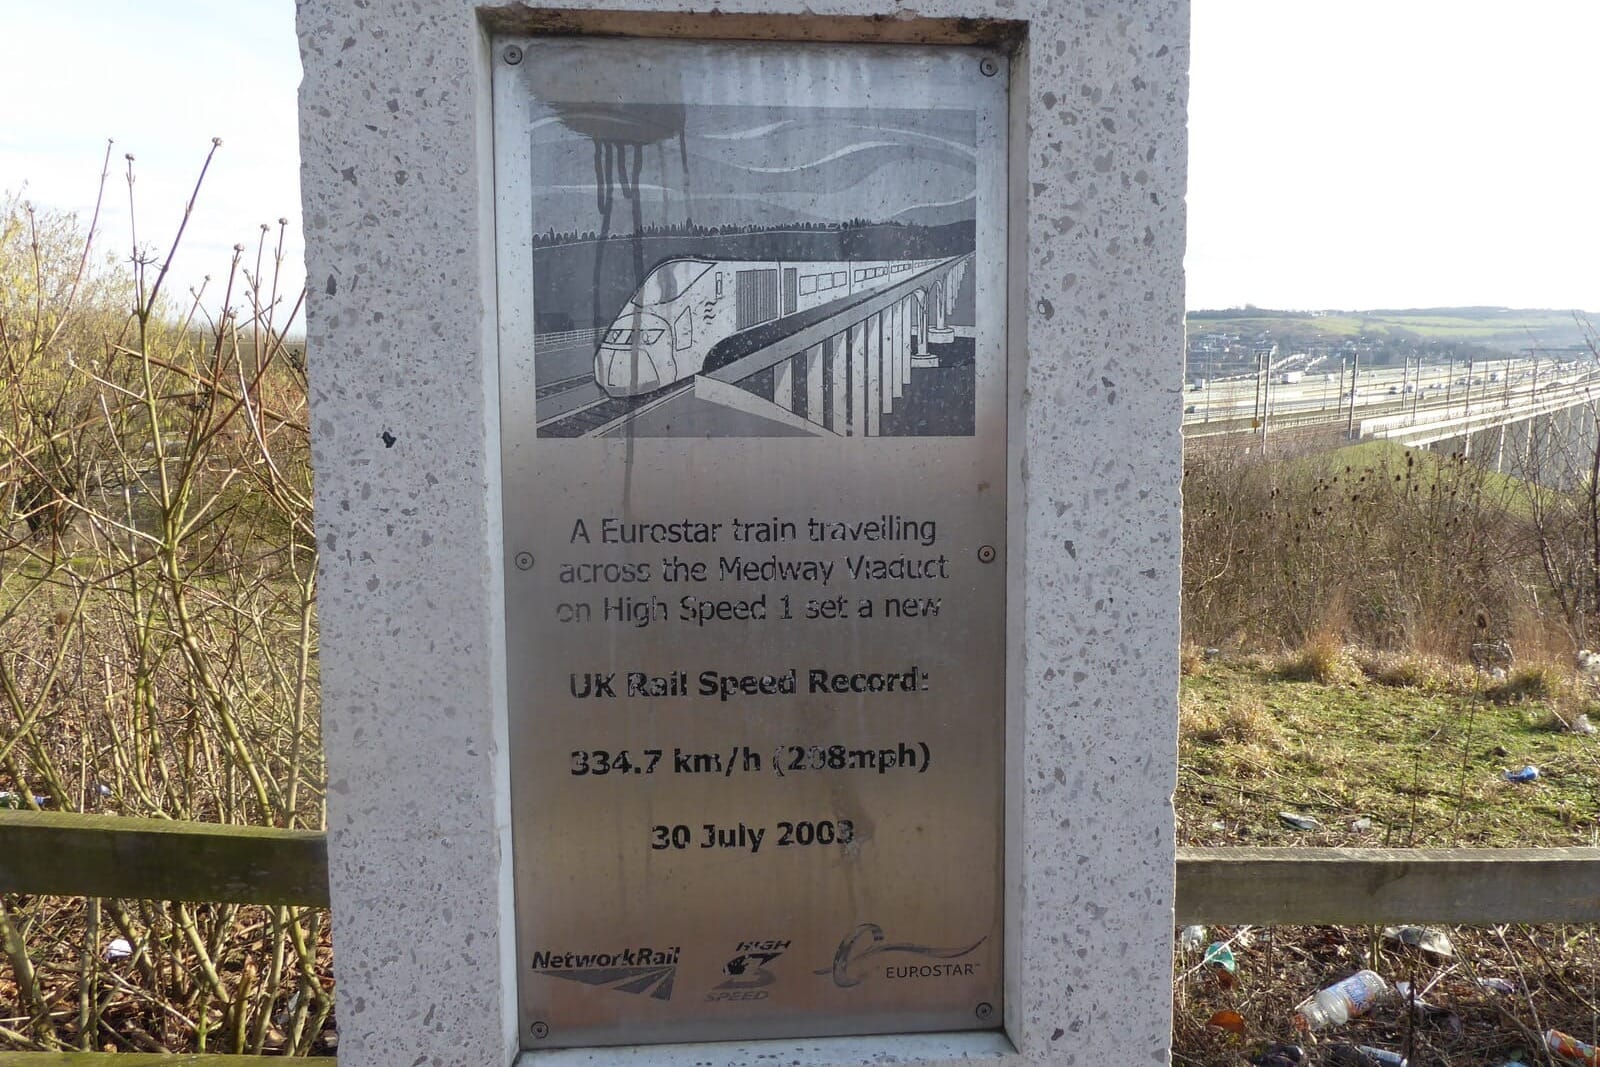 A Eurostar train travelling
across the Medway Viaduct
on High Speed 1 set a new
UK Rail Speed Record:
334.7 km/h (208mph)
30 July 2003
NetworkRail
HIGH
SPEED
EUROSTAR™